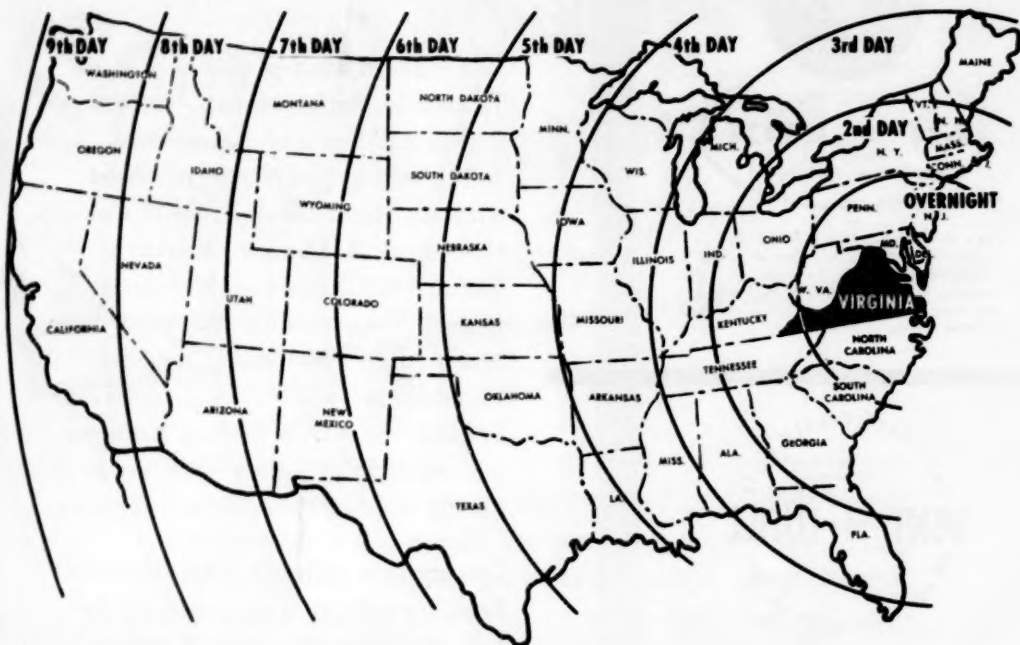 9th DAY
8th DAY
7th DAY
6th DAY
5th DAY
4th DAY
3rd DAY
2nd DAY
OVERNIGHT
WASHINGTON
OREGON
CALIFORNIA
NEVADA
IDAHO
MONTANA
WYOMING
UTAH
ARIZONA
COLORADO
NEW
MEXICO
NORTH DAKOTA
SOUTH DAKOTA
NEBRASKA
KANSAS
OKLAHOMA
TEXAS
MINN.
IOWA
MISSOURI
ARKANSAS
LA.
WIS.
ILLINOIS
MISS.
MICH.
IND.
KENTUCKY
TENNESSEE
ALA.
OHIO
W. VA.
VIRGINIA
NORTH
CAROLINA
SOUTH
CAROLINA
GEORGIA
FLA.
PENN.
MD.
DEL.
N. J.
N. Y.
CONN.
MASS.
VT.
N. H.
MAINE